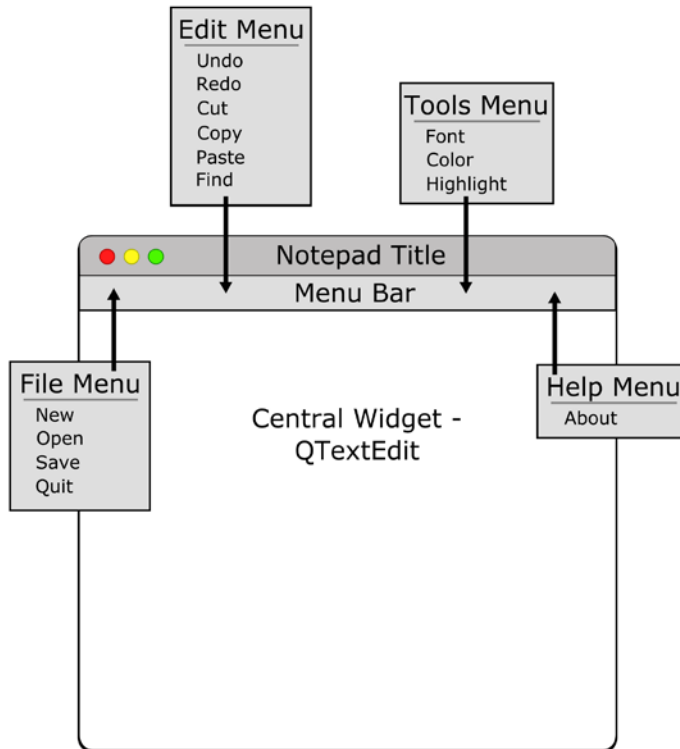 Edit Menu
Undo
Redo
Cut
Copy
Paste
Find
Tools Menu
Font
Color
Highlight
Notepad Title
Menu Bar
File Menu
New
Open
Save
Quit
Central Widget -
QTextEdit
Help Menu
About